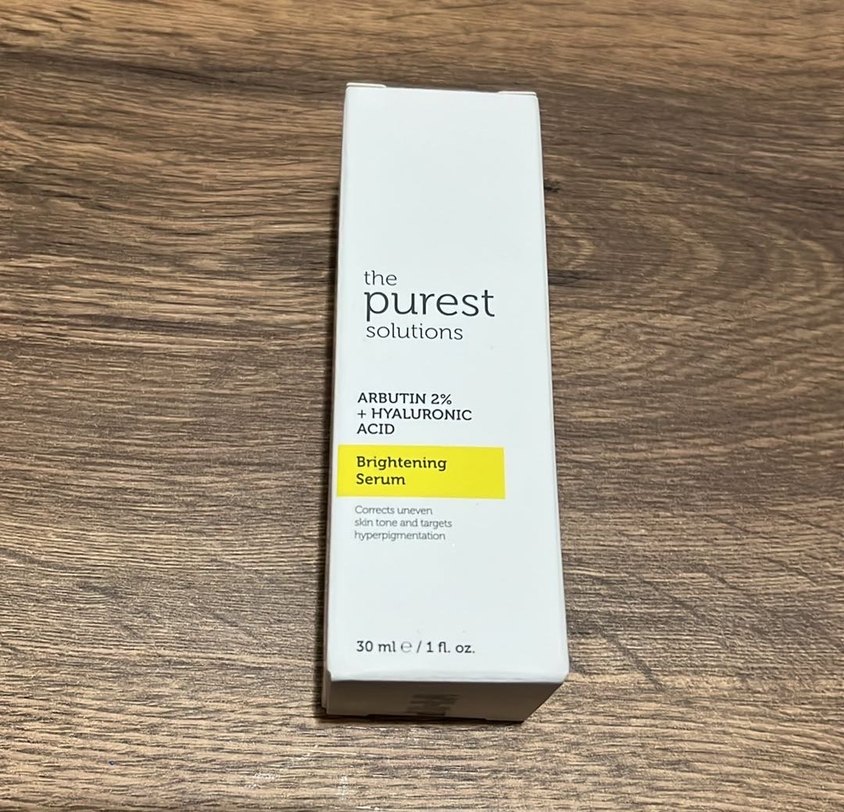 the
purest
solutions
ARBUTIN 2%
+ HYALURONIC
ACID
Brightening
Serum
Corrects uneven
skin tone and targets
hyperpigmentation
30 ml ℮ / 1 fl. oz.